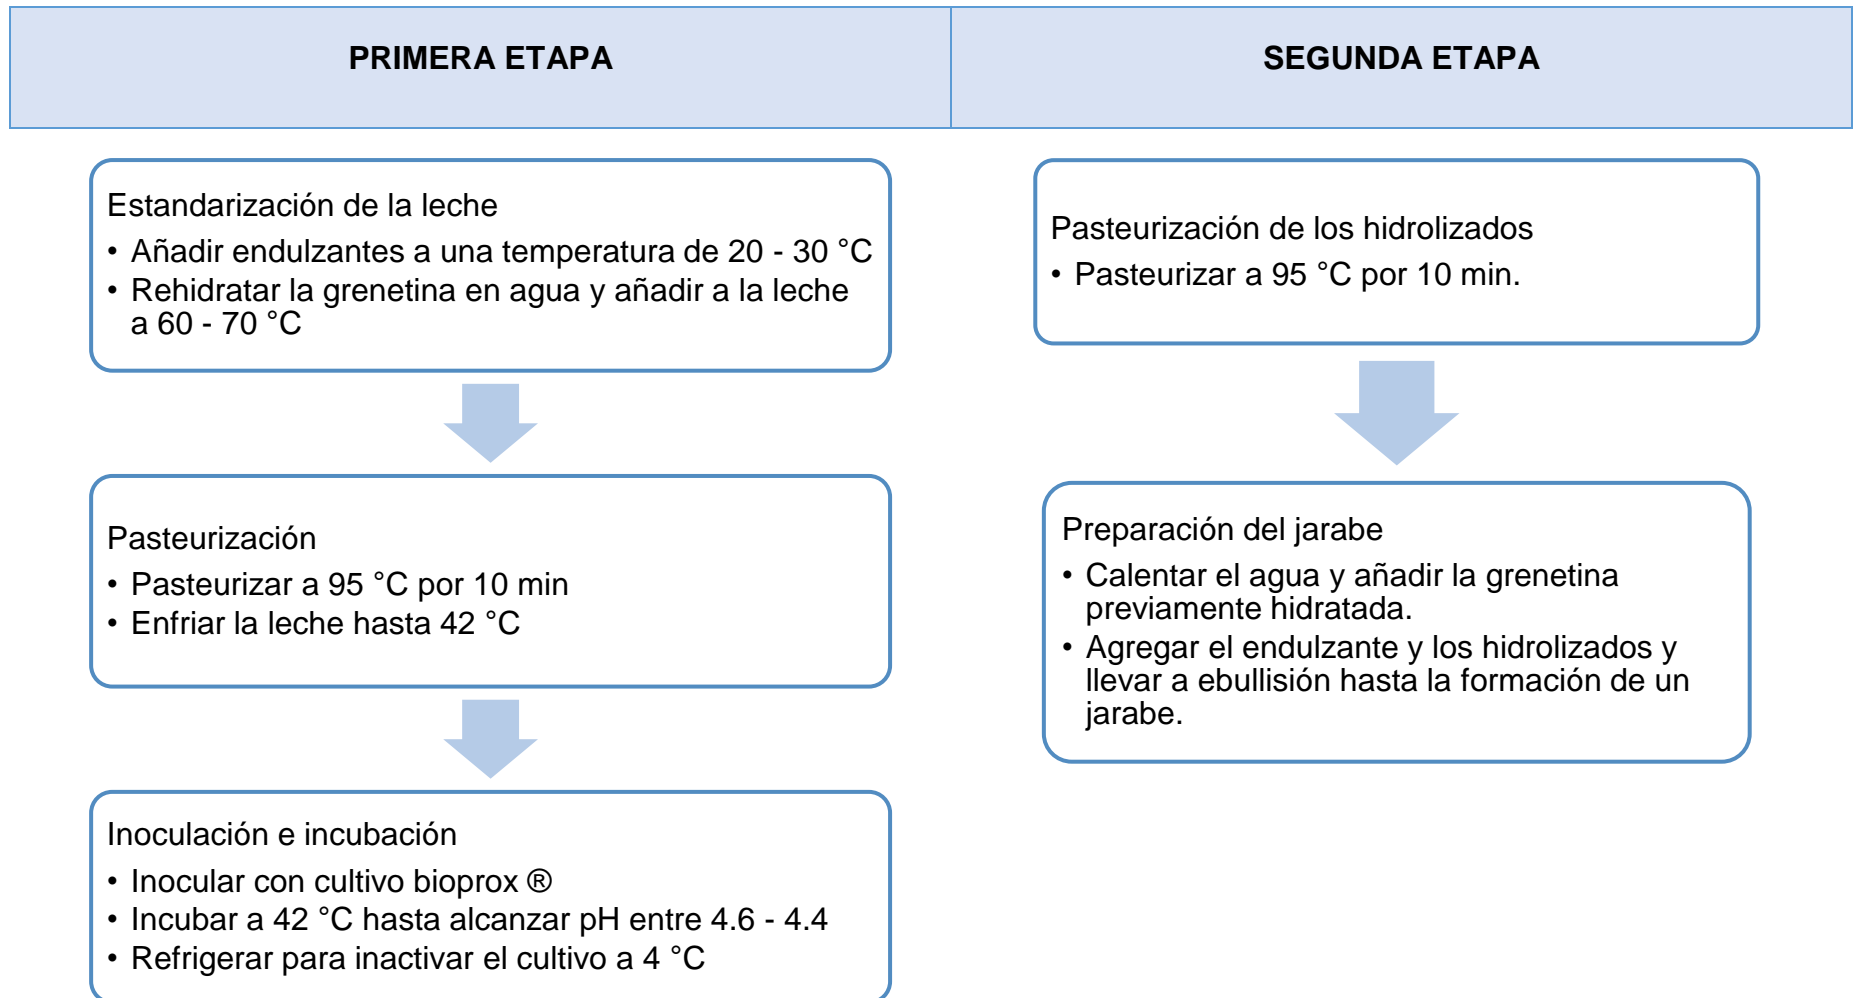 PRIMERA ETAPA
SEGUNDA ETAPA
Estandarización de la leche
• Añadir endulzantes a una temperatura de 20 - 30 °C
• Rehidratar la grenetina en agua y añadir a la leche
a 60 - 70 °C
Pasteurización
• Pasteurizar a 95 °C por 10 min
• Enfriar la leche hasta 42 °C
Inoculación e incubación
• Inocular con cultivo bioprox ®
• Incubar a 42 °C hasta alcanzar pH entre 4.6 - 4.4
• Refrigerar para inactivar el cultivo a 4 °C
Pasteurización de los hidrolizados
• Pasteurizar a 95 °C por 10 min.
Preparación del jarabe
• Calentar el agua y añadir la grenetina
previamente hidratada.
• Agregar el endulzante y los hidrolizados y
llevar a ebullisión hasta la formación de un
jarabe.